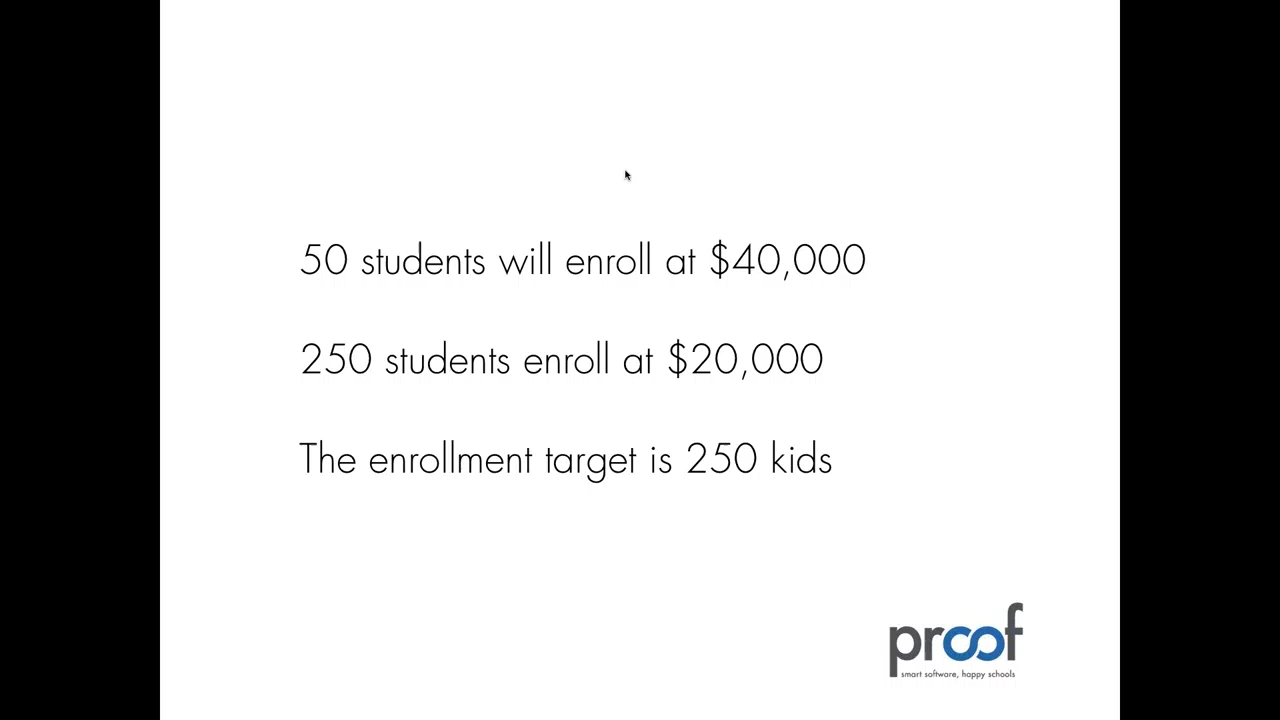 50 students will enroll at $40,000
250 students enroll at $20,000
The enrollment target is 250 kids
proof
smart software, happy schools